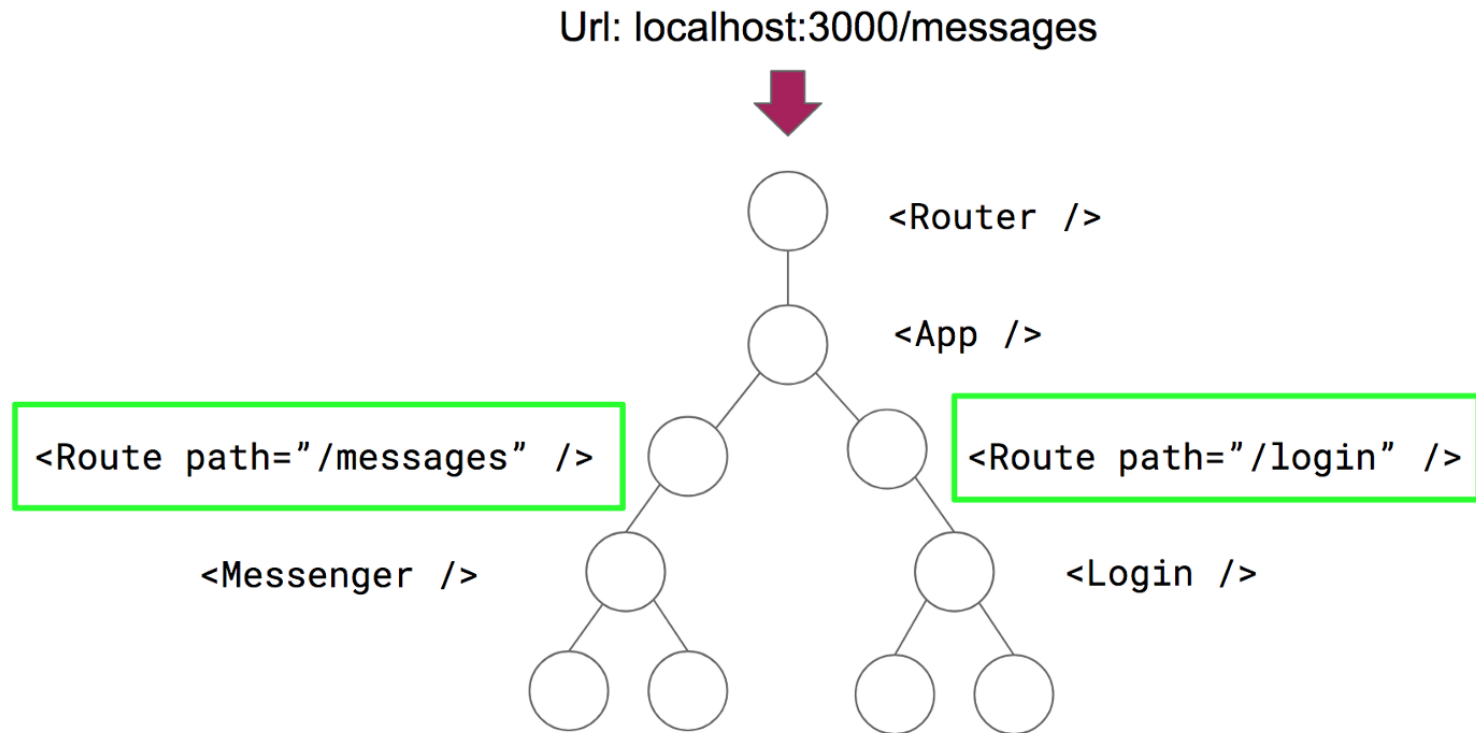 Url: localhost:3000/messages
<Router />
<App />
<Route path=”/messages” />
<Route path=”/login” />
<Messenger />
<Login />